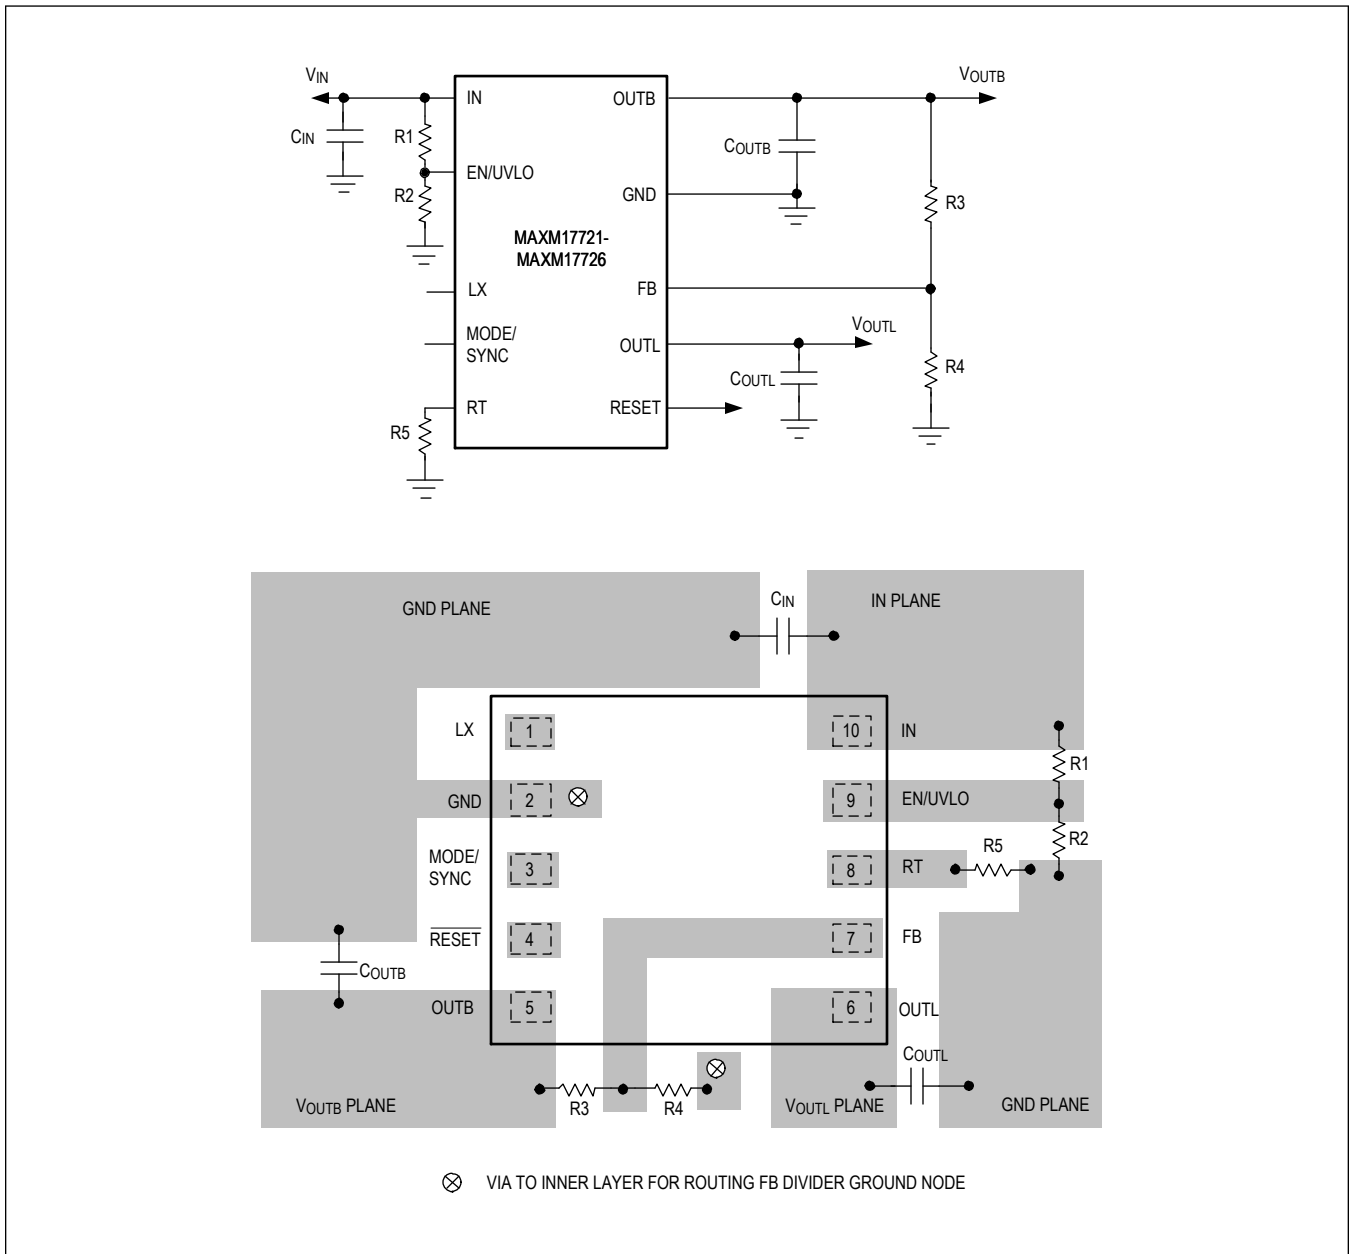 VIN
CIN
R1
R2
IN
EN/UVLO
LX
MODE/
SYNC
RT
R5
MAXM17721-
MAXM17726
OUTB
GND
FB
OUTL
RESET
VOUTB
COUTB
R3
R4
VOUTL
COUTL
GND PLANE
CIN
IN PLANE
LX
1
10
IN
R1
GND
2
9
EN/UVLO
R2
MODE/
SYNC
3
8
RT
R5
RESET
4
7
FB
COUTB
OUTB
5
6
OUTL
COUTL
VOUTB PLANE
R3
R4
VOUTL PLANE
GND PLANE
VIA TO INNER LAYER FOR ROUTING FB DIVIDER GROUND NODE